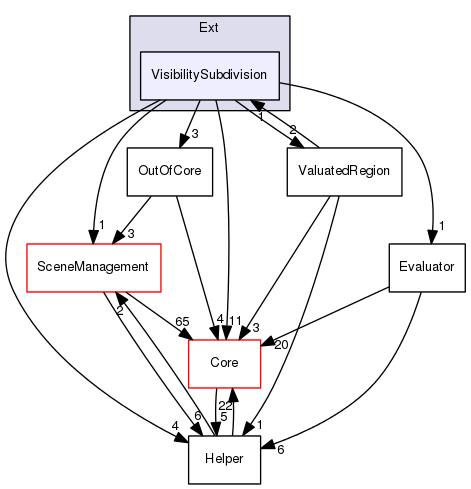 Ext
VisibilitySubdivision
1
2
3
OutOfCore
ValuatedRegion
1
3
1
SceneManagement
Evaluator
2
65
4
11
3
20
Core
6
22
5
4
1
6
Helper